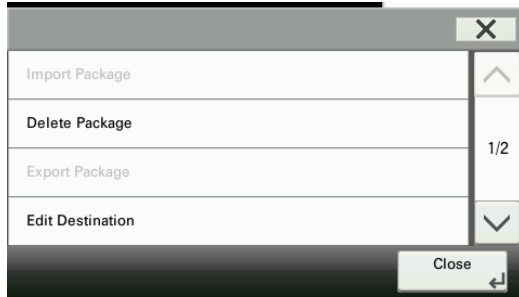 Import Package
Delete Package
1/2
Export Package
Edit Destination
Close